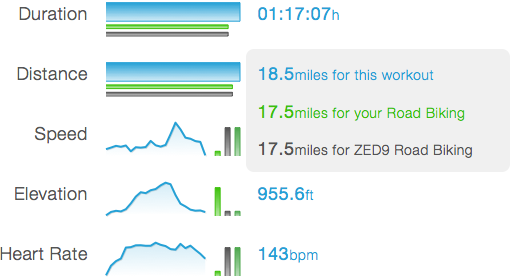 Duration 01:17:07h
Distance 18.5miles for this workout
17.5miles for your Road Biking
Speed 17.5miles for ZED9 Road Biking
Elevation 955.6ft
Heart Rate 143bpm